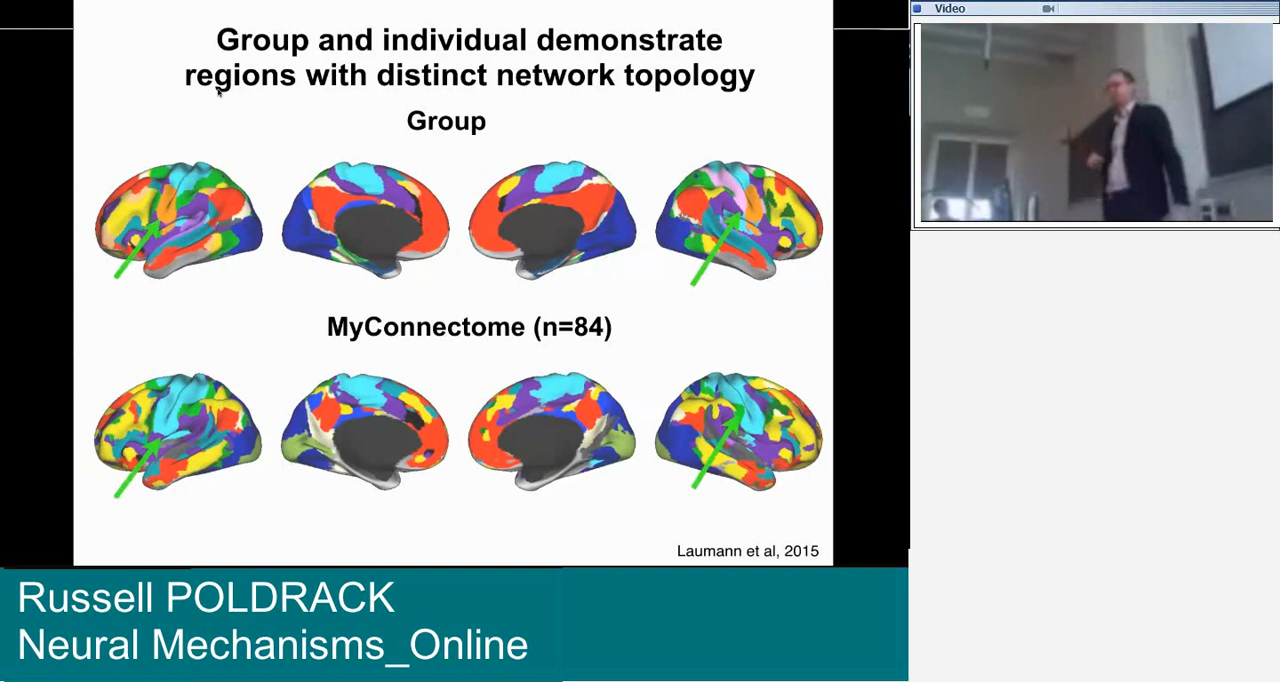 Group and individual demonstrate
regions with distinct network topology
Group
MyConnectome (n=84)
Laumann et al, 2015
Russell POLDRACK
Neural Mechanisms_Online
Video